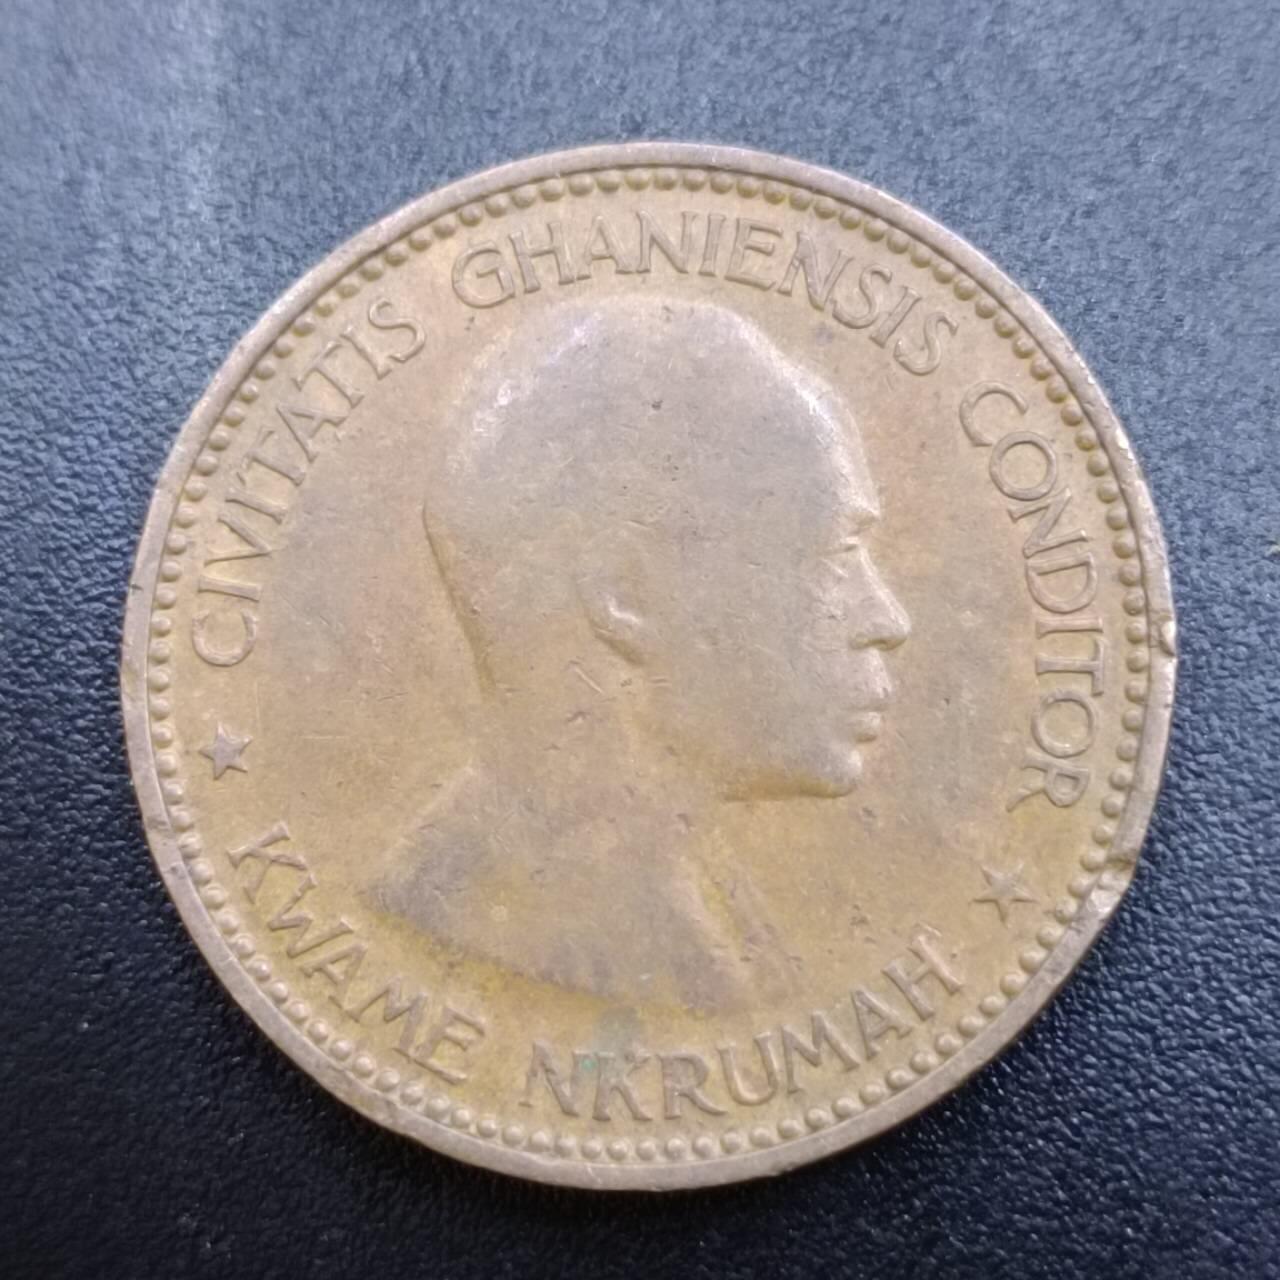 CIVITATIS GHANIENSIS CONDITOR
KWAME NKRUMAH